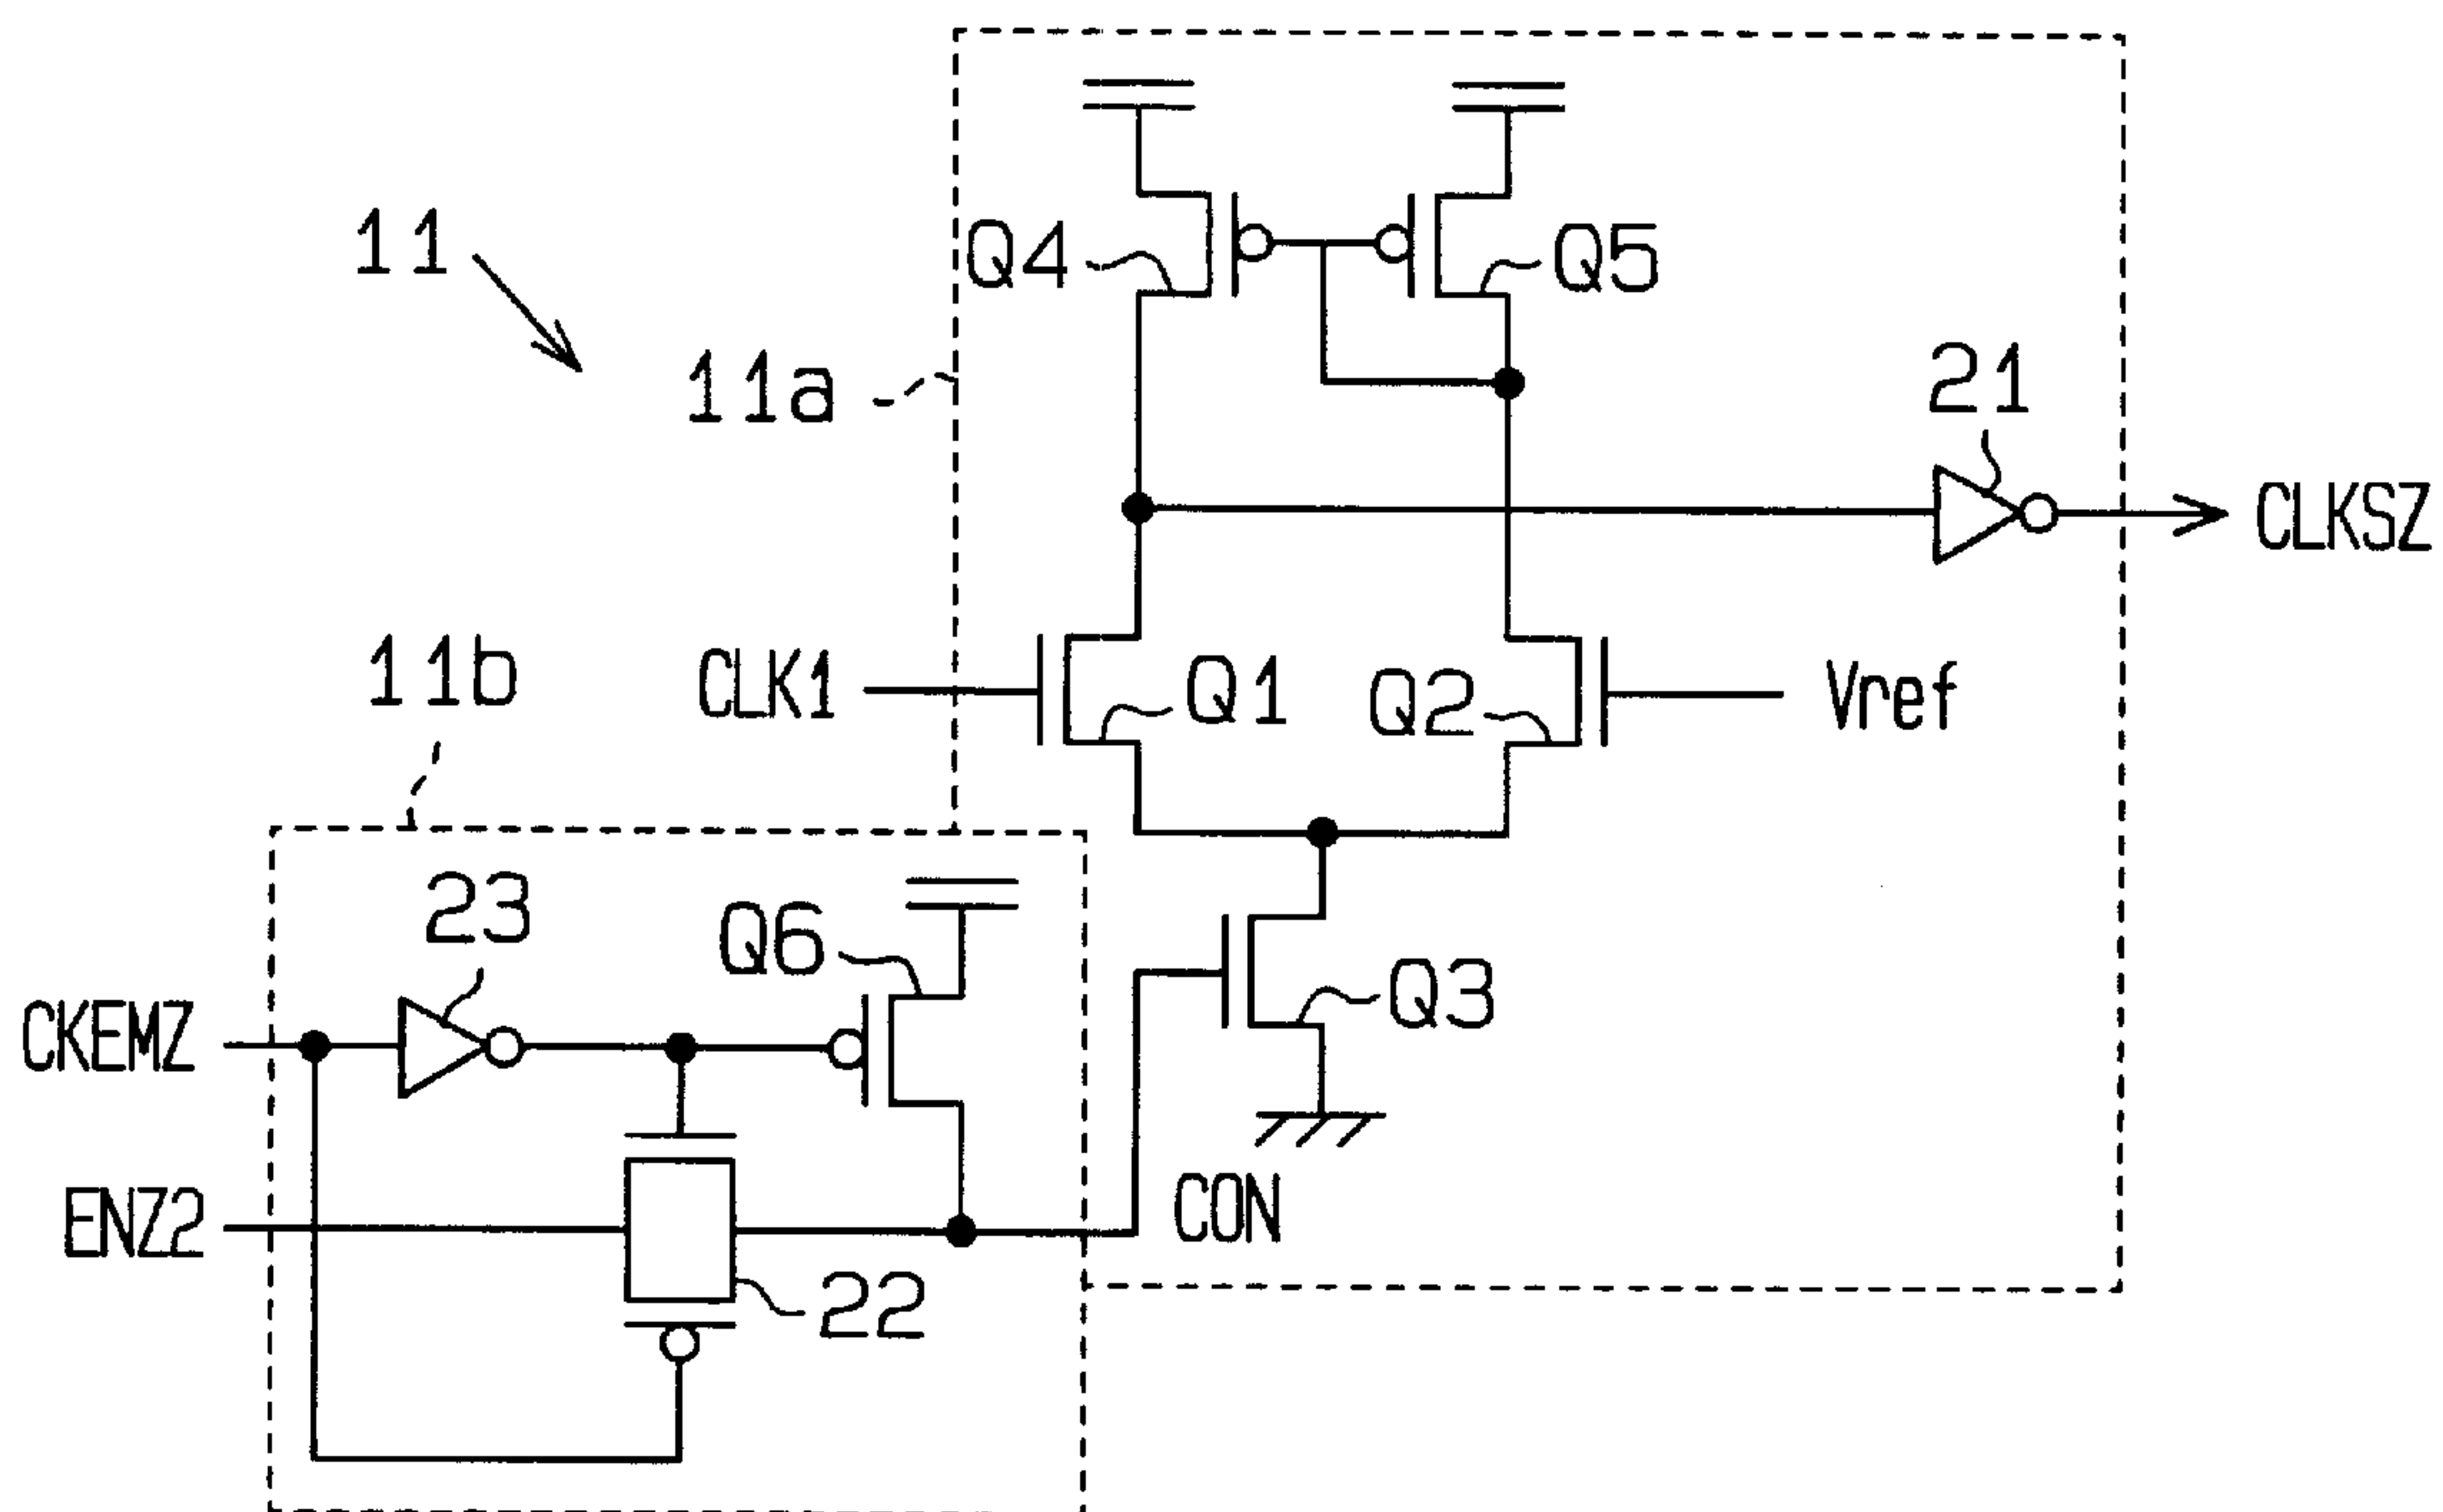 11
11a
Q4
Q5
21
CLKSZ
11b
CLK1
Q1
Q2
Vref
23
Q6
Q3
CKEMZ
ENZ2
CON
22